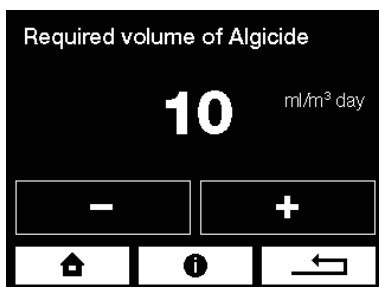 Required volume of Algicide
10 ml/m³ day
− +